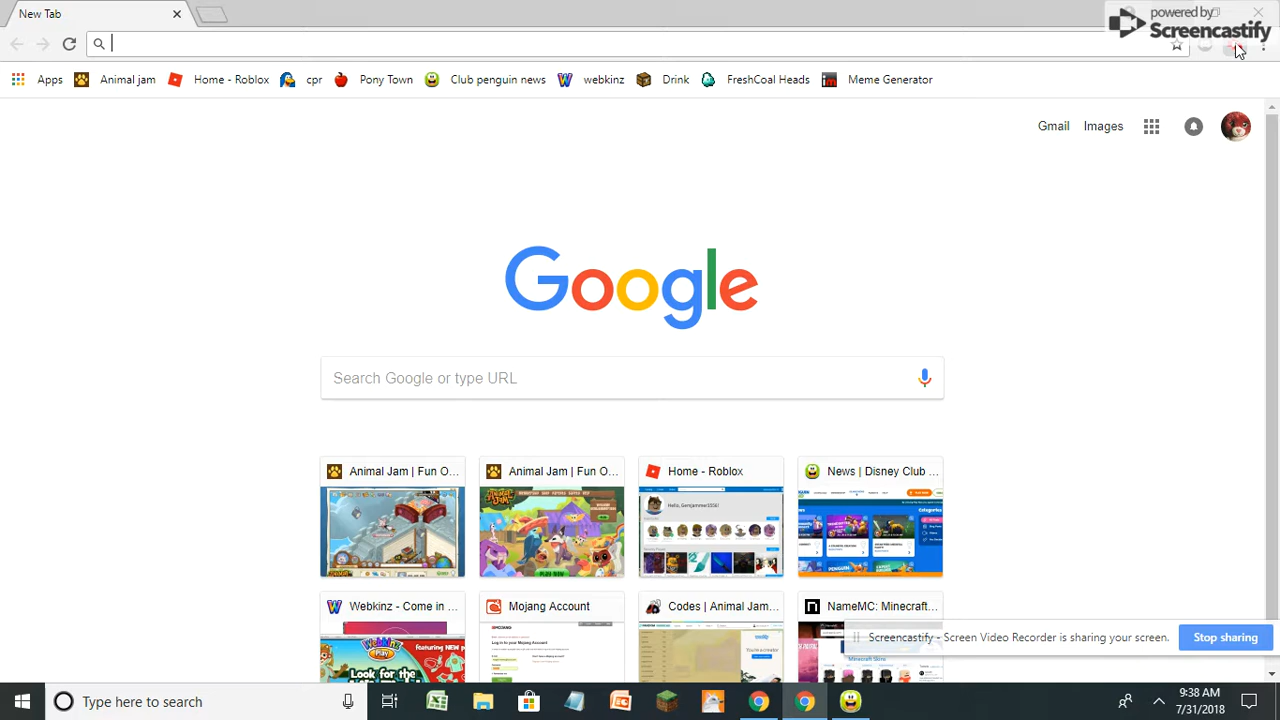 New Tab
powered by
Screencastify
Apps Animal jam Home - Roblox cpr Pony Town Club penguin news webkinz Drink FreshCoal Heads Meme Generator
Gmail Images
Google
Search Google or type URL
Animal Jam | Fun O... Animal Jam | Fun O... Home - Roblox News | Disney Club ...
Webkinz - Come in ... Mojang Account Codes | Animal Jam... NameMC: Minecraft...
Screencastify - Screen Video Recorder is sharing your screen. Stop sharing
Type here to search
9:38 AM
7/31/2018